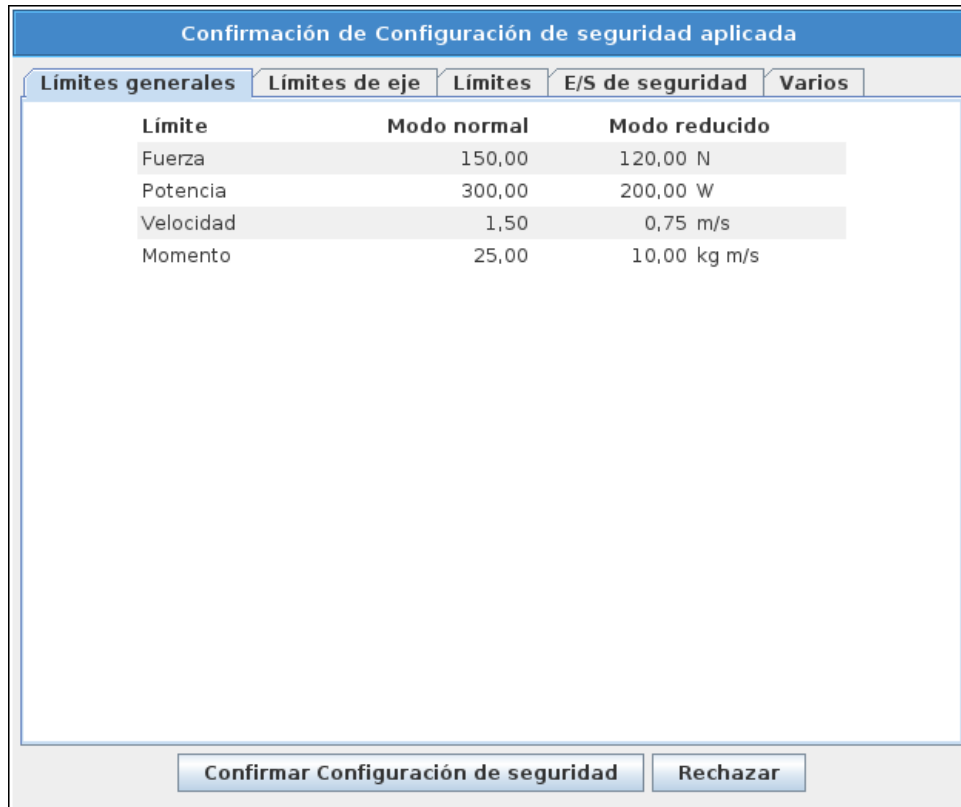 Confirmación de Configuración de seguridad aplicada
Límites generales Límites de eje Límites E/S de seguridad Varios
Límite Modo normal Modo reducido
Fuerza 150,00 120,00 N
Potencia 300,00 200,00 W
Velocidad 1,50 0,75 m/s
Momento 25,00 10,00 kg m/s
Confirmar Configuración de seguridad Rechazar